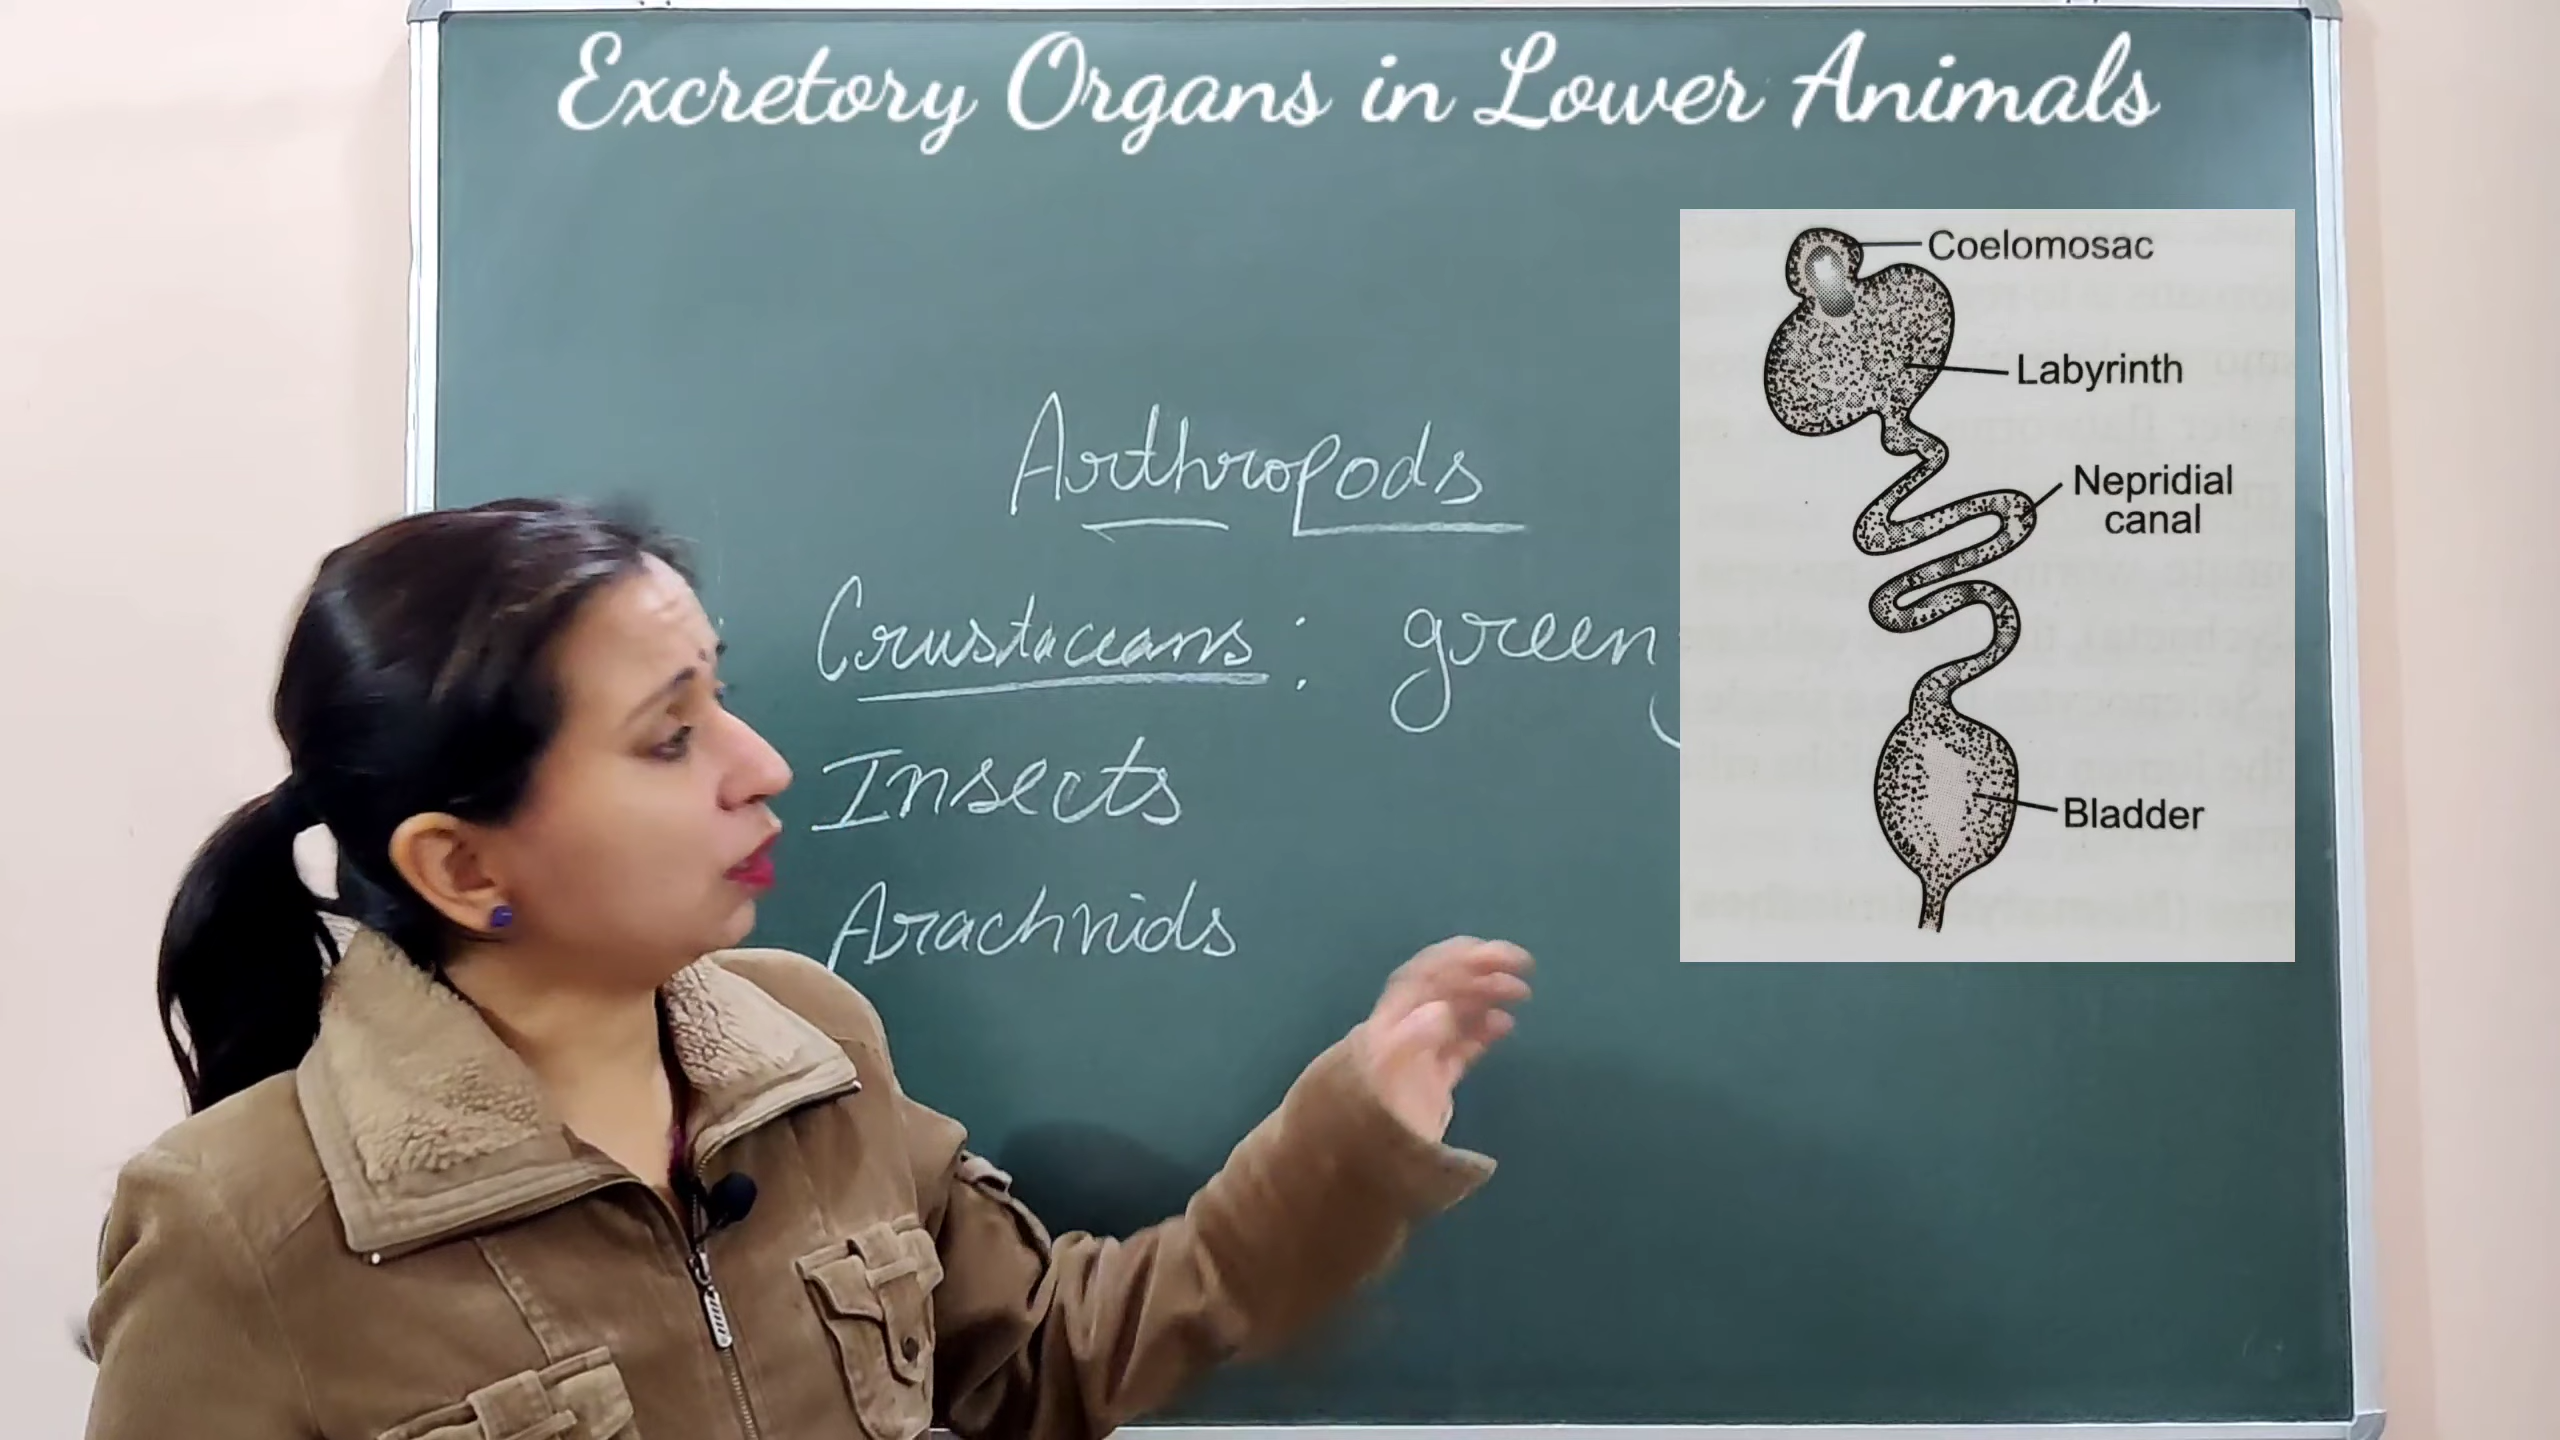 Excretory Organs in Lower Animals
Arthropods
Crustaceans : green
Insects
Arachnids
Coelomosac
Labyrinth
Nepridial
canal
Bladder